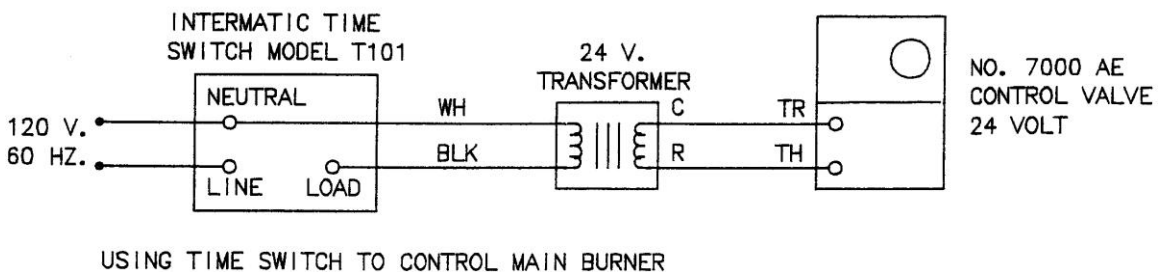 INTERMATIC TIME
SWITCH MODEL T101
24 V.
TRANSFORMER
NO. 7000 AE
CONTROL VALVE
24 VOLT
120 V.
60 HZ.
NEUTRAL
LINE
LOAD
WH
BLK
C
R
TR
TH
USING TIME SWITCH TO CONTROL MAIN BURNER